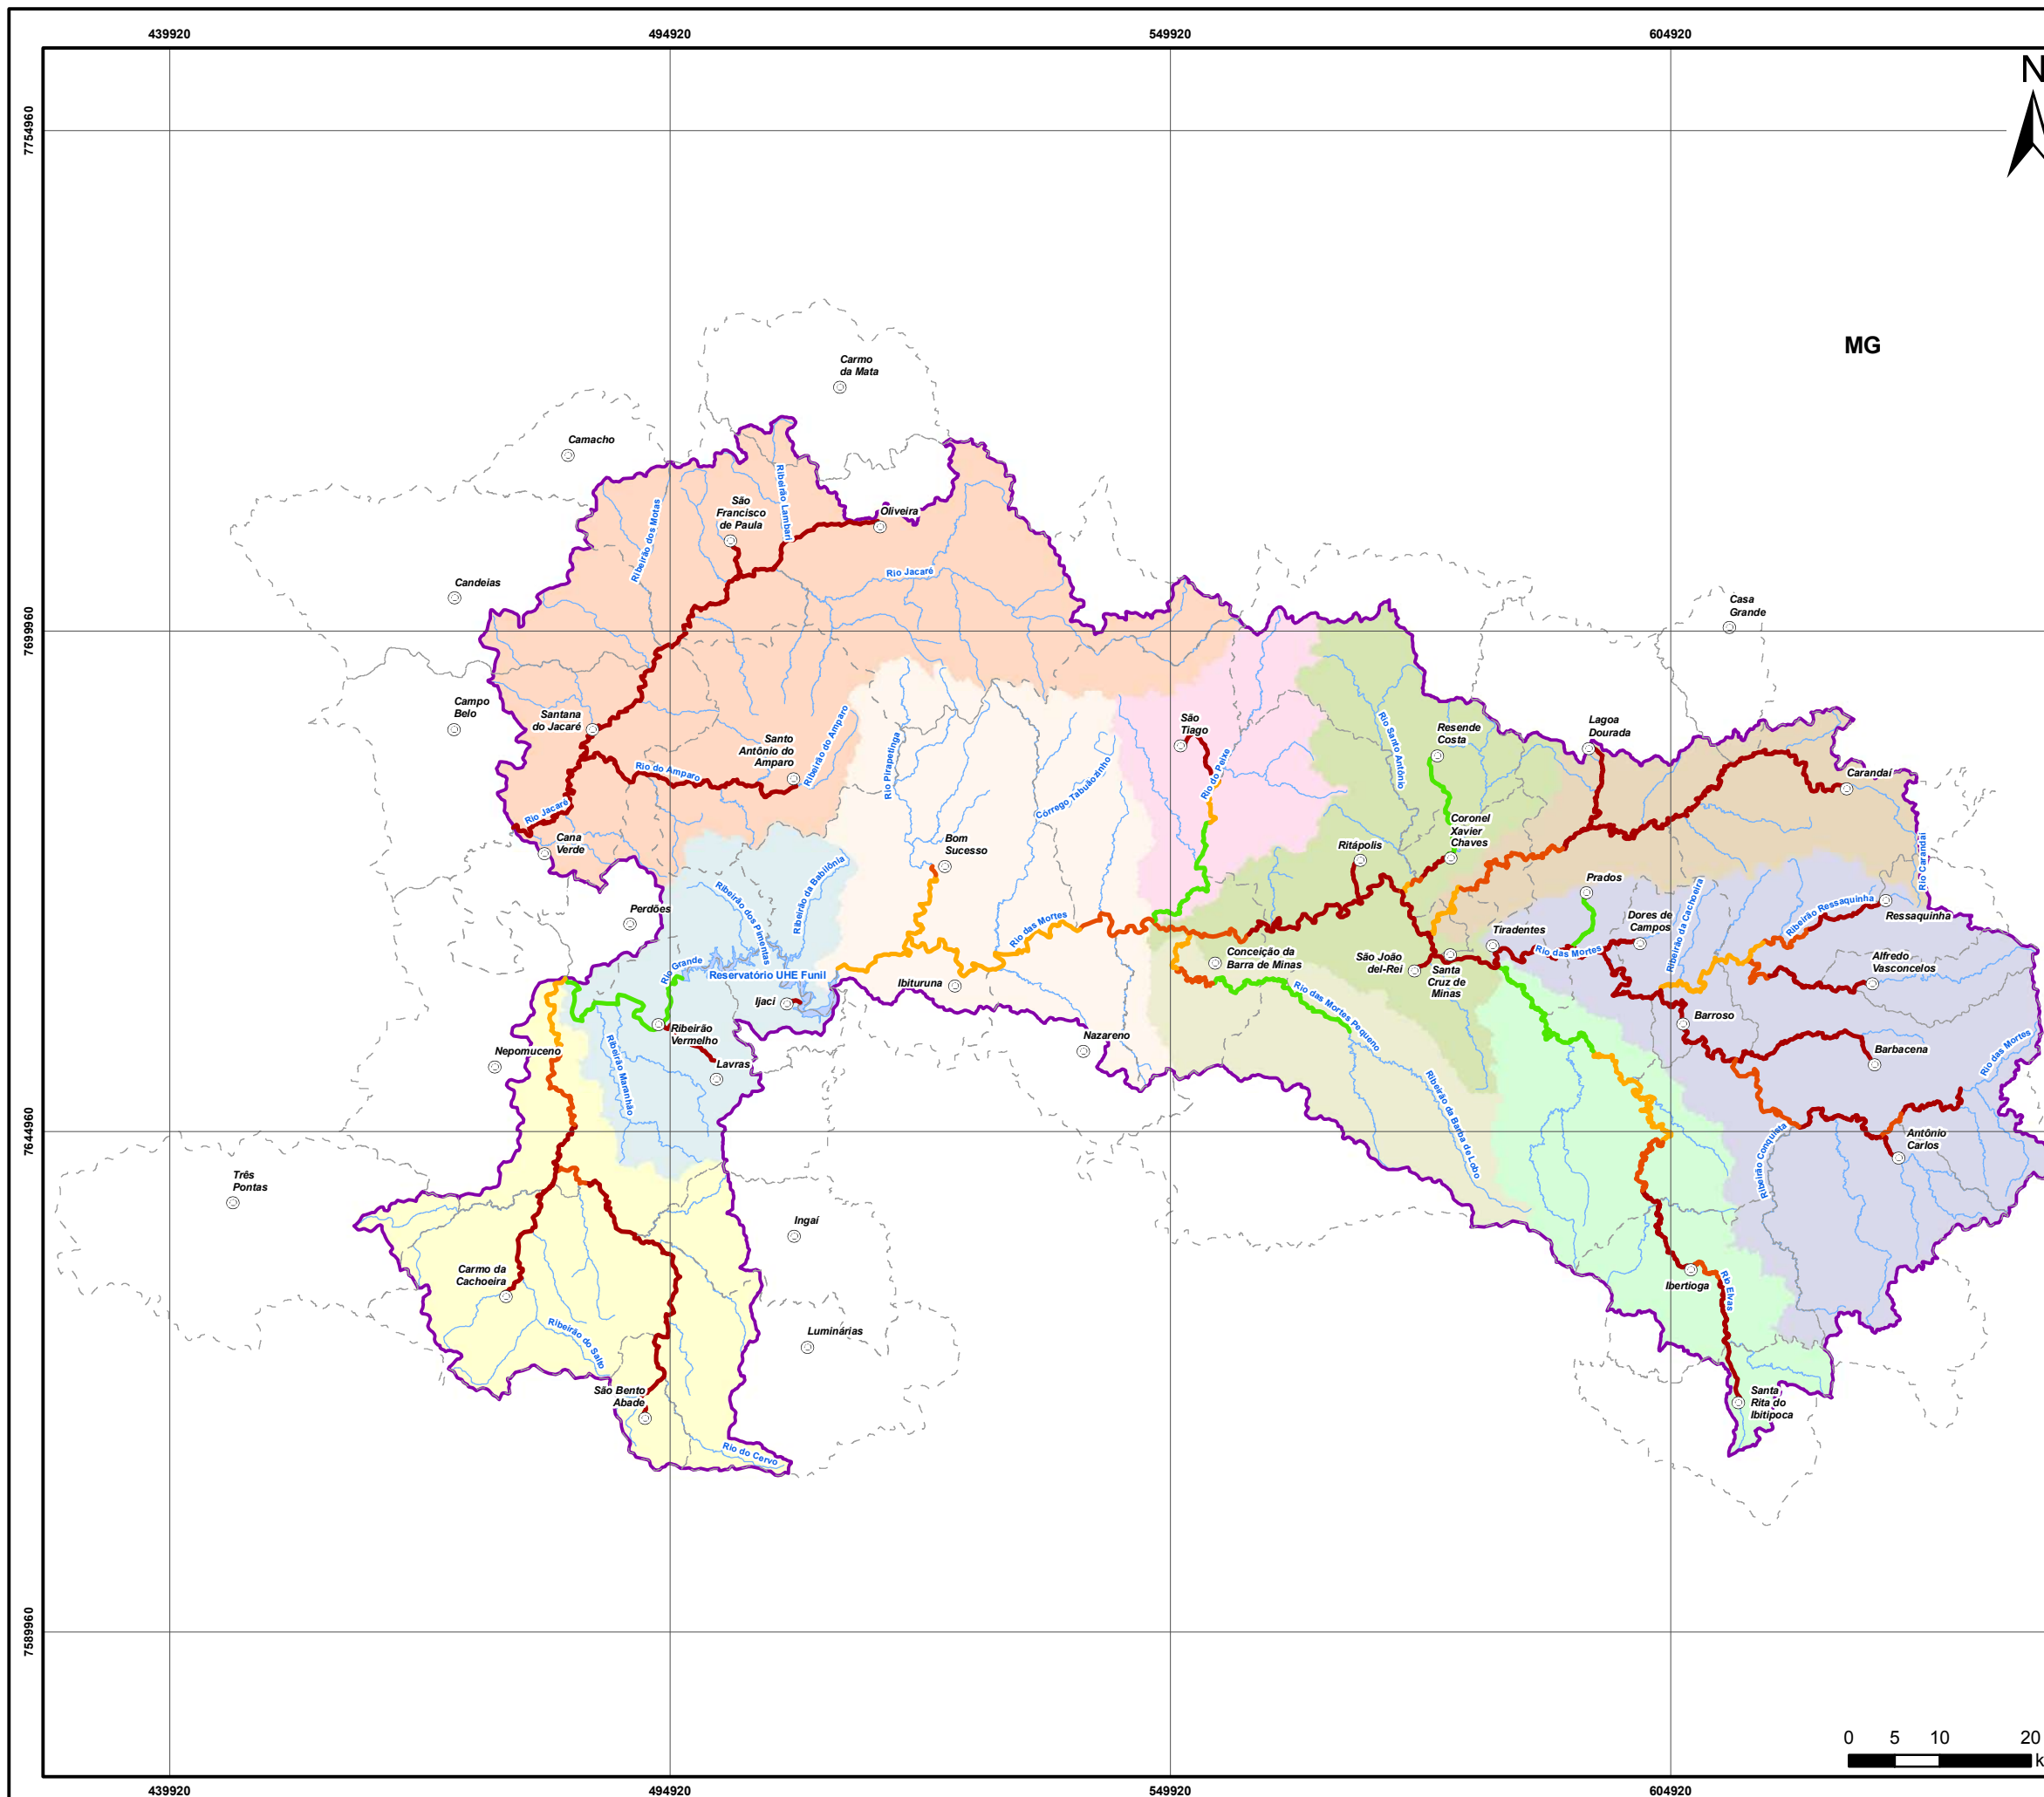 439920
494920
549920
604920
N
7754960
MG
Carmo
da Mata
Camacho
Ribeirão Lambari
São
Francisco
de Paula
Oliveira
Ribeirão dos Motas
Rio Jacaré
Candeias
Casa
Grande
7699960
Campo
Belo
Santana
do Jacaré
Santo
Antônio do
Amparo
Ribeirão do Amparo
Rio do Amparo
Rio Pirapetinga
Córrego Tabuãozinho
São
Tiago
Rio do Peixe
Rio Santo Antônio
Resende
Costa
Lagoa
Dourada
Carandaí
Rio Jacaré
Cana
Verde
Bom
Sucesso
Ritápolis
Coronel
Xavier
Chaves
Rio Carandaí
Prados
Ribeirão da Babilônia
Ribeirão dos Pimentas
Perdões
Rio das Mortes
Dores de
Campos
Ribeirão da Cachoeira
Ribeirão Ressaquinha
Ressaquinha
Tiradentes
Rio das Mortes
Conceição da
Barra de Minas
São João
del-Rei
Santa
Cruz de
Minas
Alfredo
Vasconcelos
Rio Grande
Reservatório UHE Funil
Ijaci
Ibituruna
Rio das Mortes Pequeno
Barroso
Ribeirão
Vermelho
Nazareno
Nepomuceno
Lavras
Ribeirão Maranhão
Barbacena
Rio das Mortes
Ribeirão da Barba de Lobo
7644960
Antônio
Carlos
Ribeirão Conquista
Três
Pontas
Ingaí
Carmo da
Cachoeira
Ibertioga
Rio Elvas
Ribeirão do Salto
Luminárias
São Bento
Abade
Santa
Rita do
Ibitipoca
Rio do Cervo
7589960
0 5 10 20
k
439920
494920
549920
604920